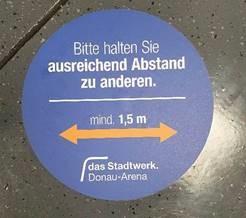 Bitte halten Sie
ausreichend Abstand
zu anderen.
mind. 1,5 m
das Stadtwerk.
Donau-Arena